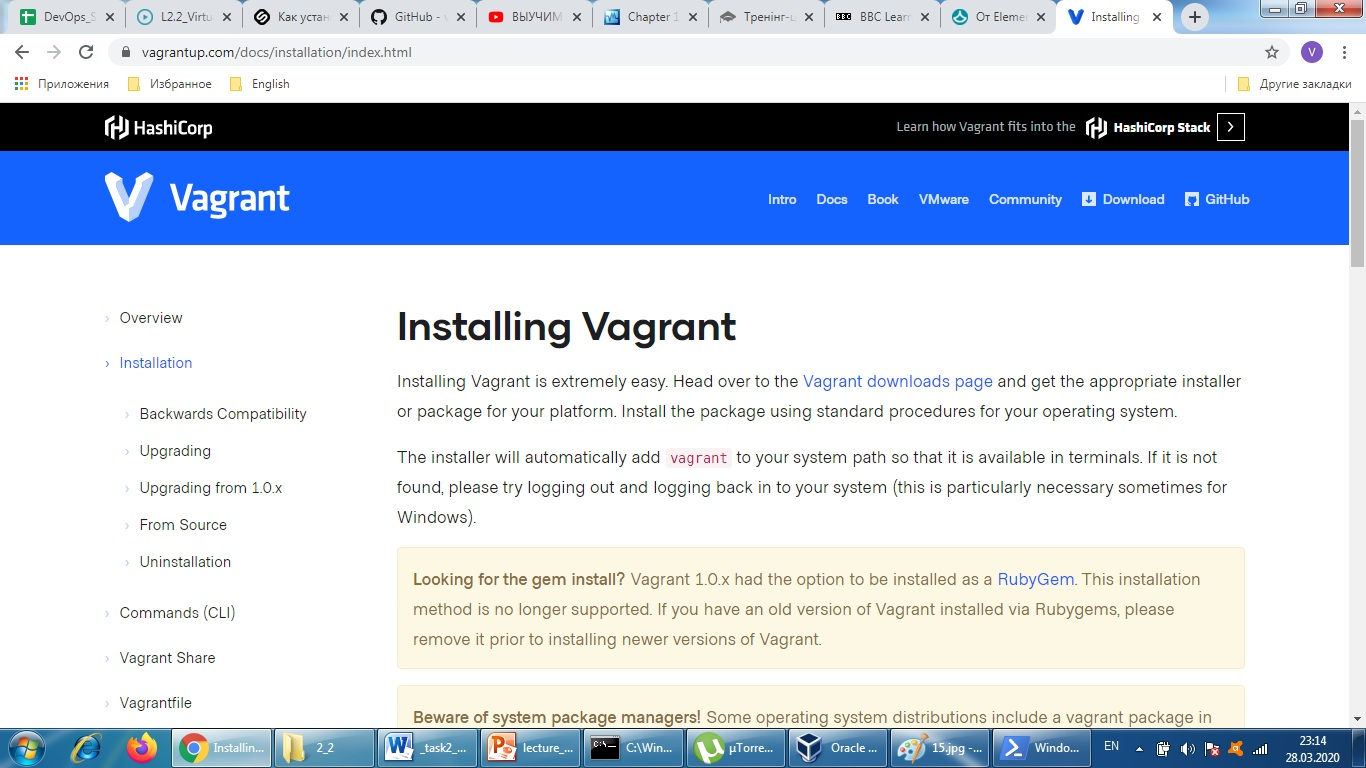 DevOps_S
L2.2_Virtu
Как устан
GitHub - v
ВЫУЧИМ
Chapter 1
Тренінг-ц
BBC
BBC Learn
От Eleme
Installing
vagrantup.com/docs/installation/index.html
V
Приложения
Избранное
English
Другие закладки
HashiCorp
Learn how Vagrant fits into the HashiCorp Stack
Vagrant
Intro
Docs
Book
VMware
Community
Download
GitHub
Overview
Installation
Backwards Compatibility
Upgrading
Upgrading from 1.0.x
From Source
Uninstallation
Commands (CLI)
Vagrant Share
Vagrantfile
Installing Vagrant
Installing Vagrant is extremely easy. Head over to the Vagrant downloads page and get the appropriate installer
or package for your platform. Install the package using standard procedures for your operating system.
The installer will automatically add vagrant to your system path so that it is available in terminals. If it is not
found, please try logging out and logging back in to your system (this is particularly necessary sometimes for
Windows).
Looking for the gem install? Vagrant 1.0.x had the option to be installed as a RubyGem. This installation
method is no longer supported. If you have an old version of Vagrant installed via Rubygems, please
remove it prior to installing newer versions of Vagrant.
Beware of system package managers! Some operating system distributions include a vagrant package in
Installin...
2_2
_task2_...
lecture_...
C:\Win...
µTorre...
Oracle ...
15.jpg -...
Windo...
EN
23:14
28.03.2020